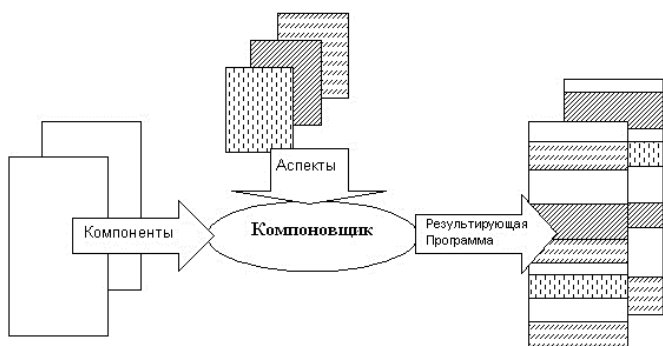 Аспекты
Компоненты
Компоновщик
Результирующая
Программа